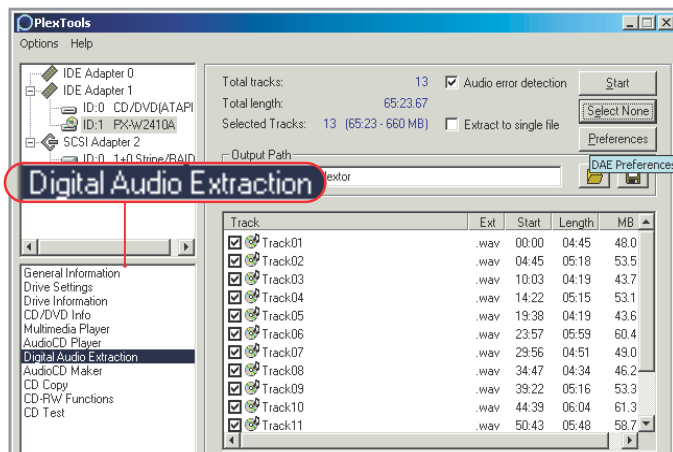 PlexTools
Options Help
IDE Adapter 0
IDE Adapter 1
ID:0 CD/DVD(ATAPI
ID:1 PX-W2410A
SCSI Adapter 2
ID:0 1+0 Stripe/RAID
Digital Audio Extraction
General Information
Drive Settings
Drive Information
CD/DVD Info
Multimedia Player
AudioCD Player
Digital Audio Extraction
AudioCD Maker
CD Copy
CD-RW Functions
CD Test
Total tracks: 13
Total length: 65:23.67
Selected Tracks: 13 (65:23 - 660 MB)
Audio error detection
Extract to single file
Start
Select None
Preferences
DAE Preferences
Output Path
extor
Track Ext Start Length MB
Track01 .wav 00:00 04:45 48.0
Track02 .wav 04:45 05:18 53.5
Track03 .wav 10:03 04:19 43.7
Track04 .wav 14:22 05:15 53.1
Track05 .wav 19:38 04:19 43.6
Track06 .wav 23:57 05:59 60.4
Track07 .wav 29:56 04:51 49.0
Track08 .wav 34:47 04:34 46.2
Track09 .wav 39:22 05:16 53.3
Track10 .wav 44:39 06:04 61.3
Track11 .wav 50:43 05:48 58.7